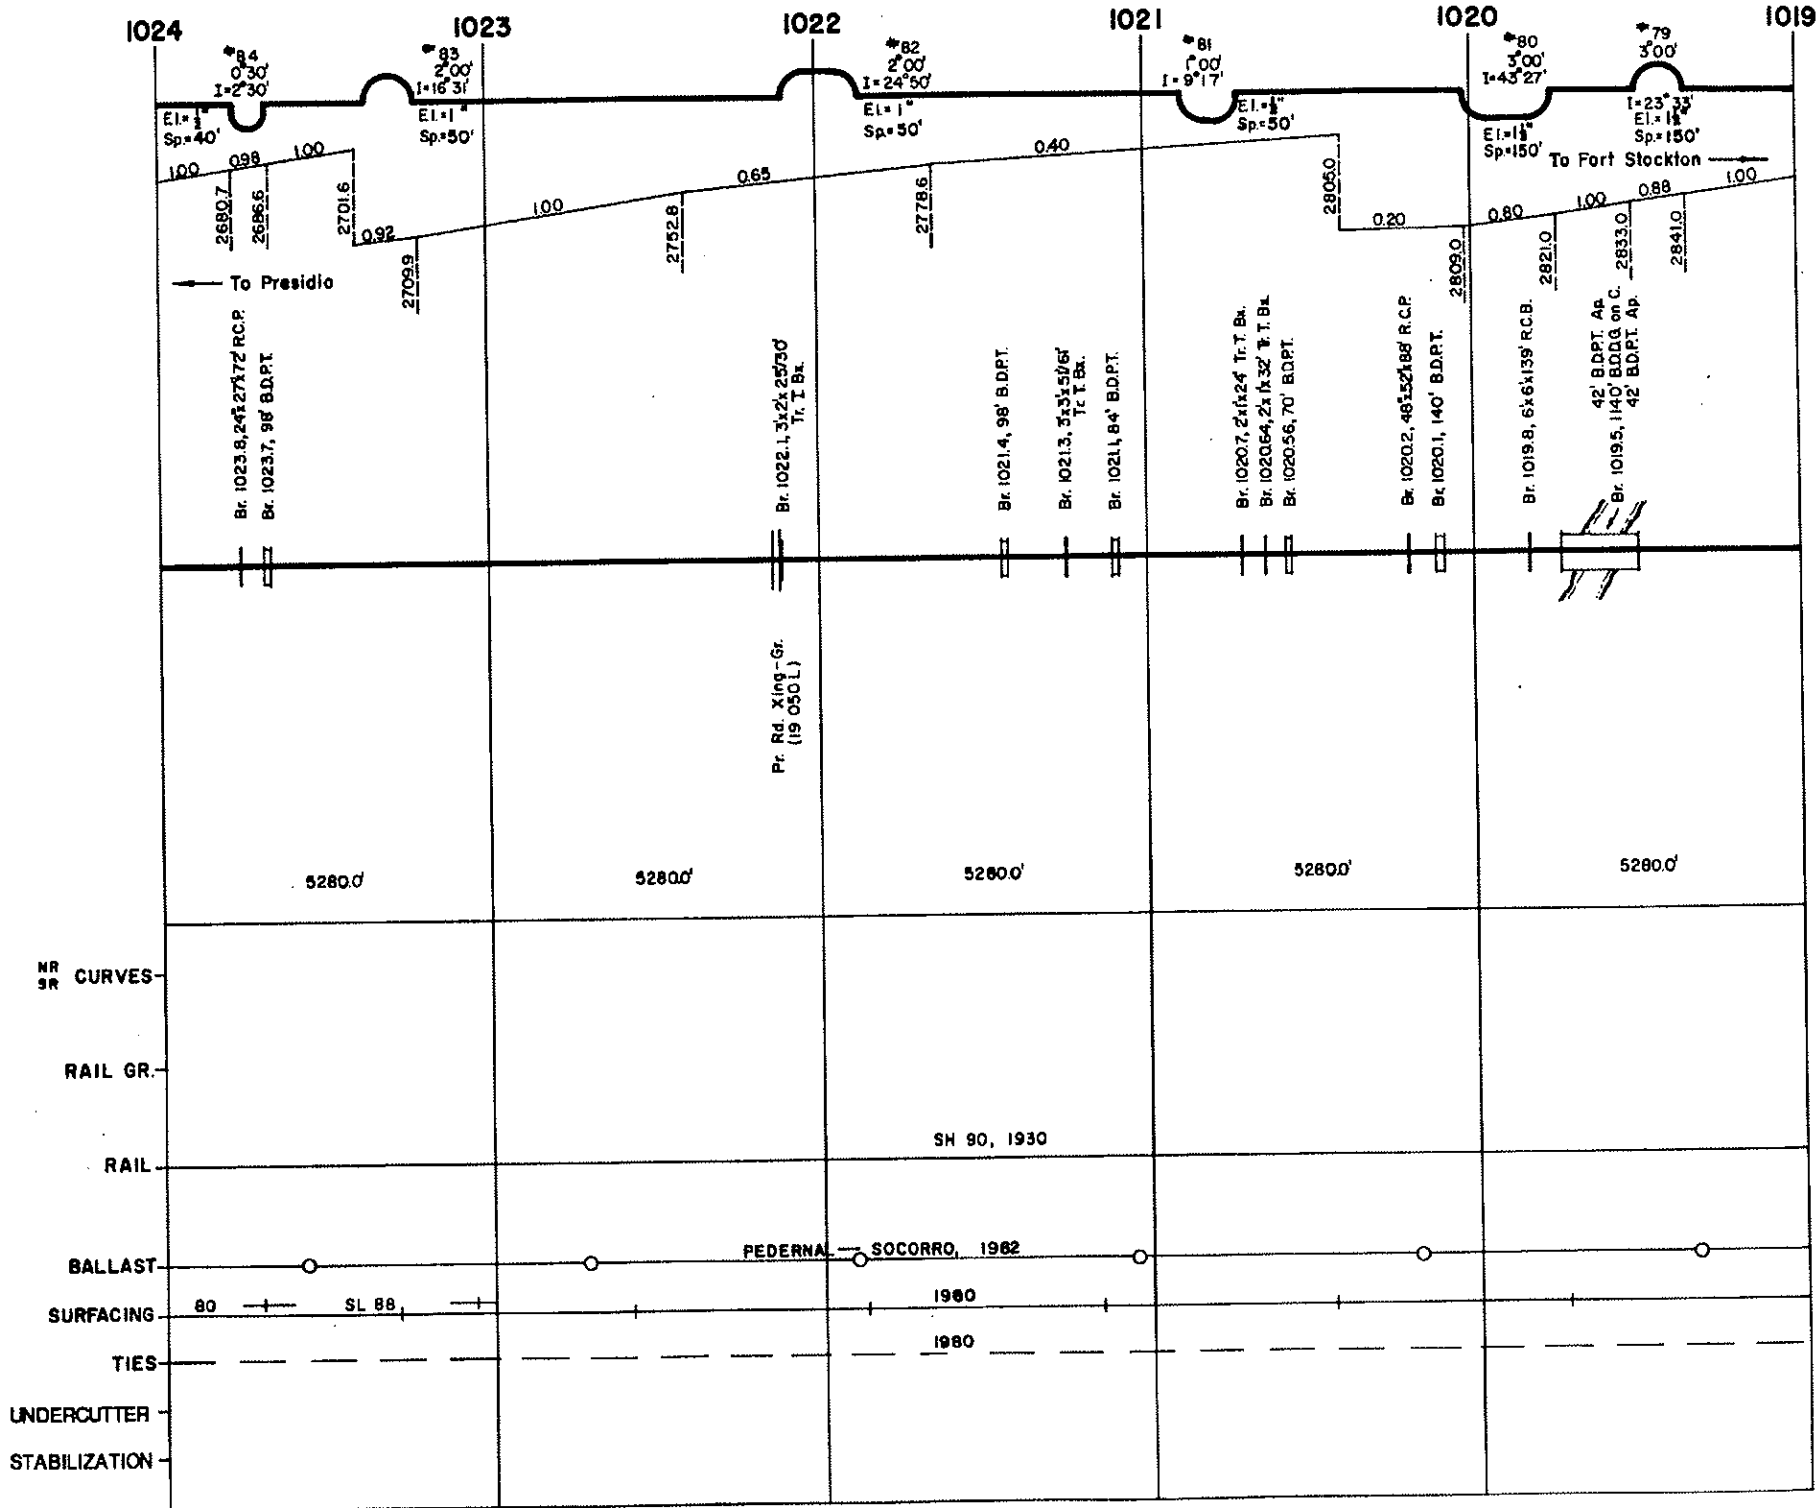 1024
1023
1022
1021
1020
1019
#84
0°30'
I=2°30'
#83
2°00'
I=16°31'
#82
2°00'
I=24°50'
#81
1°00'
I=9°17'
#80
3°00'
I=43°27'
#79
3°00'
El.=½"
Sp.=40'
El.=1"
Sp.=50'
El.=1"
Sp.=50'
El.=½"
Sp.=50'
El.=1½"
Sp.=150'
I=23°33'
El.=1½"
Sp.=150'
To Fort Stockton
1.00
0.98
1.00
0.92
1.00
0.65
0.40
0.20
0.80
1.00
0.88
1.00
2680.7
2686.6
2701.6
2709.9
2752.8
2778.6
2805.0
2809.0
2821.0
2833.0
2841.0
To Presidio
Br. 1023.8, 24"x27"x72' R.C.P.
Br. 1023.7, 98' B.D.P.T.
Br. 1022.1, 3'x2'x25'/30'
Tr. T. Bx.
Br. 1021.4, 98' B.D.P.T.
Br. 1021.3, 3'x3'x51'/61'
Tr. T. Bx.
Br. 1021.1, 84' B.D.P.T.
Br. 1020.7, 2'x1'x24' Tr. T. Bx.
Br. 1020.64, 2'x1'x32' Tr. T. Bx.
Br. 1020.56, 70' B.D.P.T.
Br. 1020.2, 48"x52"x88' R.C.P.
Br. 1020.1, 140' B.D.P.T.
Br. 1019.8, 6'x6'x139' R.C.B.
42' B.D.P.T. Ap.
Br. 1019.5, 1140' B.D.D.G. on C.
42' B.D.P.T. Ap.
Pr. Rd. Xing-Gr.
(19 050 L)
5280.0'
5280.0'
5280.0'
5280.0'
5280.0'
NR
SR
CURVES
RAIL GR.
RAIL
SH 90, 1930
BALLAST
PEDERNAL — SOCORRO, 1962
SURFACING
80
SL 88
1980
TIES
1980
UNDERCUTTER
STABILIZATION